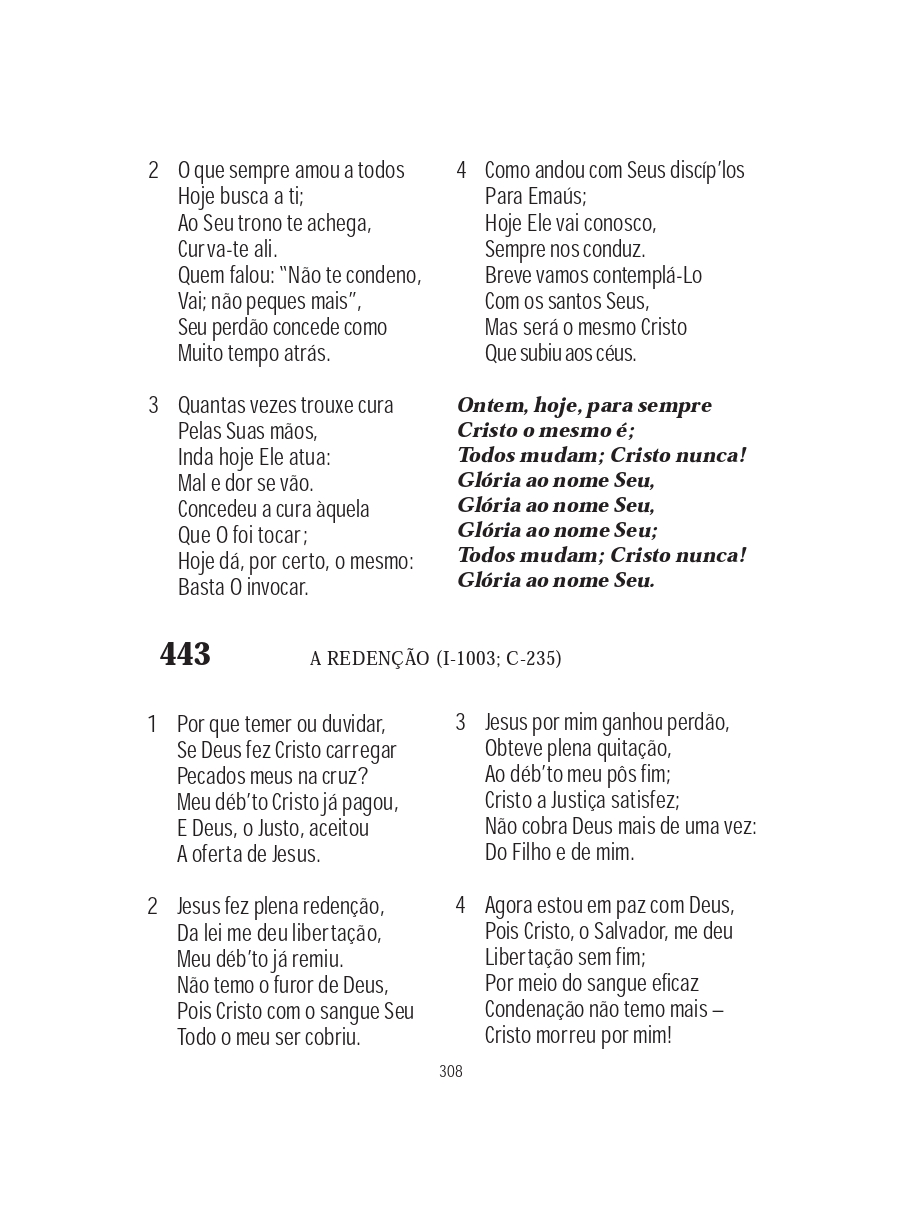 2 O que sempre amou a todos
Hoje busca a ti;
Ao Seu trono te achega,
Curva-te ali.
Quem falou: “Não te condeno,
Vai; não peques mais”,
Seu perdão concede como
Muito tempo atrás.
3 Quantas vezes trouxe cura
Pelas Suas mãos,
Inda hoje Ele atua:
Mal e dor se vão.
Concedeu a cura àquela
Que O foi tocar;
Hoje dá, por certo, o mesmo:
Basta O invocar.
4 Como andou com Seus discíp’los
Para Emaús;
Hoje Ele vai conosco,
Sempre nos conduz.
Breve vamos contemplá-Lo
Com os santos Seus,
Mas será o mesmo Cristo
Que subiu aos céus.
Ontem, hoje, para sempre
Cristo o mesmo é;
Todos mudam; Cristo nunca!
Glória ao nome Seu,
Glória ao nome Seu,
Glória ao nome Seu;
Todos mudam; Cristo nunca!
Glória ao nome Seu.
443 A REDENÇÃO (I-1003; C-235)
1 Por que temer ou duvidar,
Se Deus fez Cristo carregar
Pecados meus na cruz?
Meu déb’to Cristo já pagou,
E Deus, o Justo, aceitou
A oferta de Jesus.
2 Jesus fez plena redenção,
Da lei me deu libertação,
Meu déb’to já remiu.
Não temo o furor de Deus,
Pois Cristo com o sangue Seu
Todo o meu ser cobriu.
3 Jesus por mim ganhou perdão,
Obteve plena quitação,
Ao déb’to meu pôs fim;
Cristo a Justiça satisfez;
Não cobra Deus mais de uma vez:
Do Filho e de mim.
4 Agora estou em paz com Deus,
Pois Cristo, o Salvador, me deu
Libertação sem fim;
Por meio do sangue eficaz
Condenação não temo mais –
Cristo morreu por mim!
308